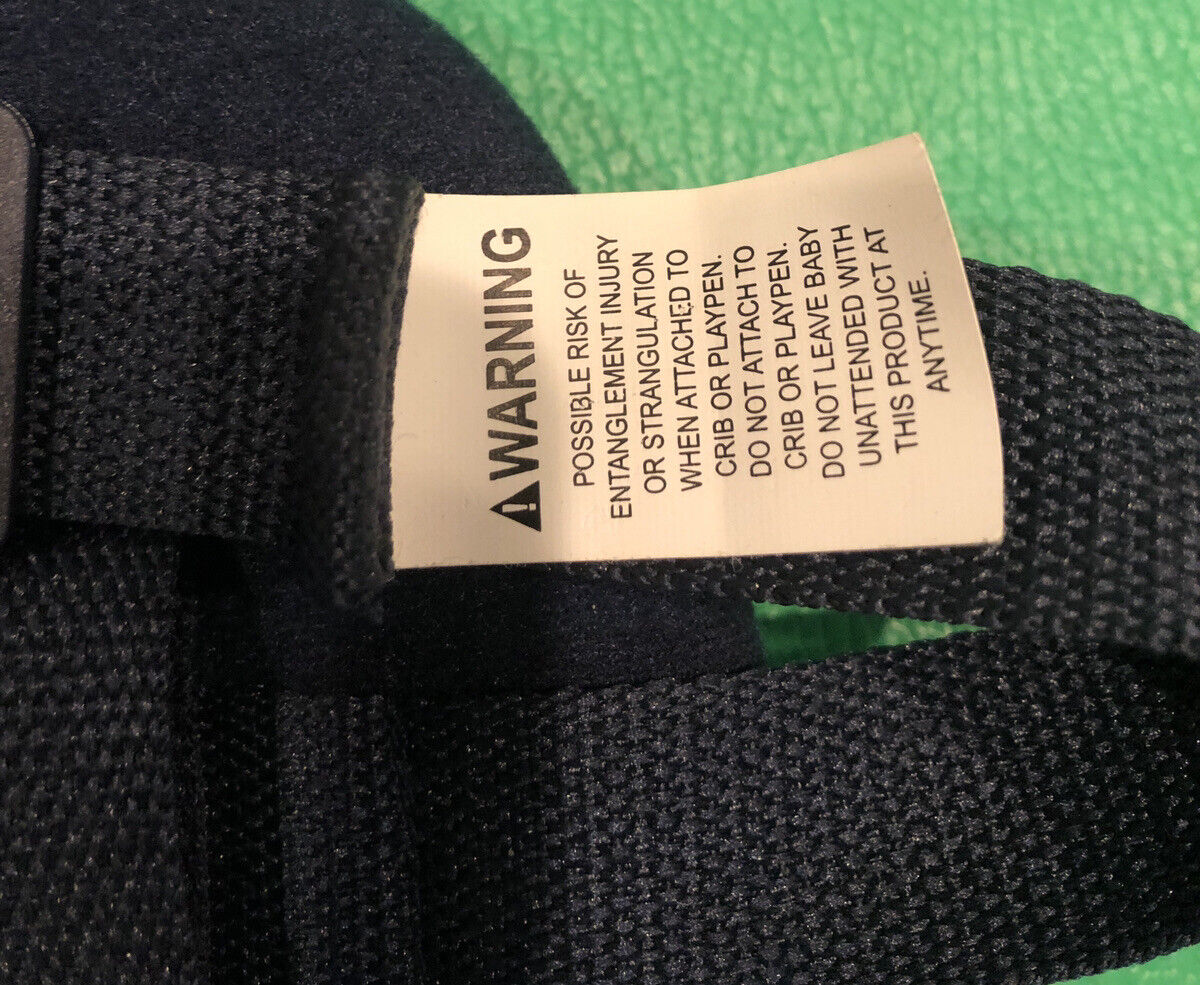 ⚠WARNING
POSSIBLE RISK OF
ENTANGLEMENT INJURY
OR STRANGULATION
WHEN ATTACHED TO
CRIB OR PLAYPEN.
DO NOT ATTACH TO
CRIB OR PLAYPEN.
DO NOT LEAVE BABY
UNATTENDED WITH
THIS PRODUCT AT
ANYTIME.